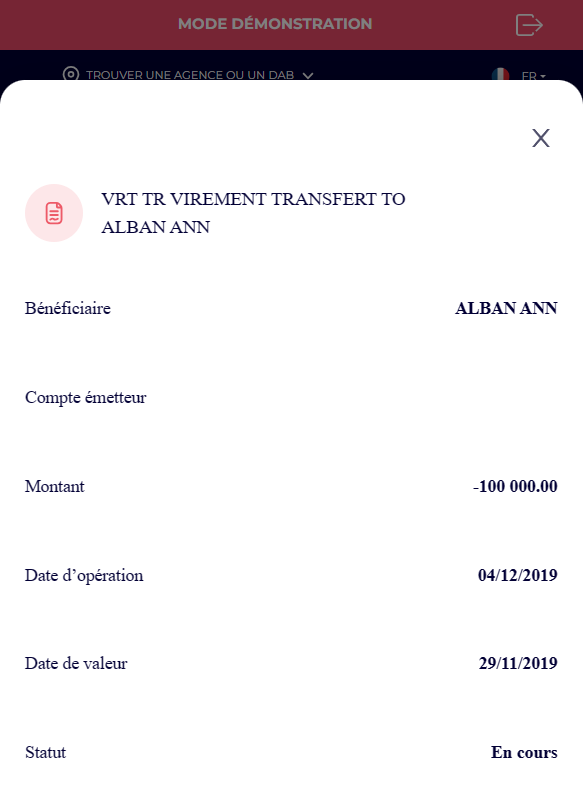 MODE DÉMONSTRATION
TROUVER UNE AGENCE OU UN DAB
FR
X
VRT TR VIREMENT TRANSFERT TO
ALBAN ANN
Bénéficiaire ALBAN ANN
Compte émetteur
Montant -100 000.00
Date d’opération 04/12/2019
Date de valeur 29/11/2019
Statut En cours